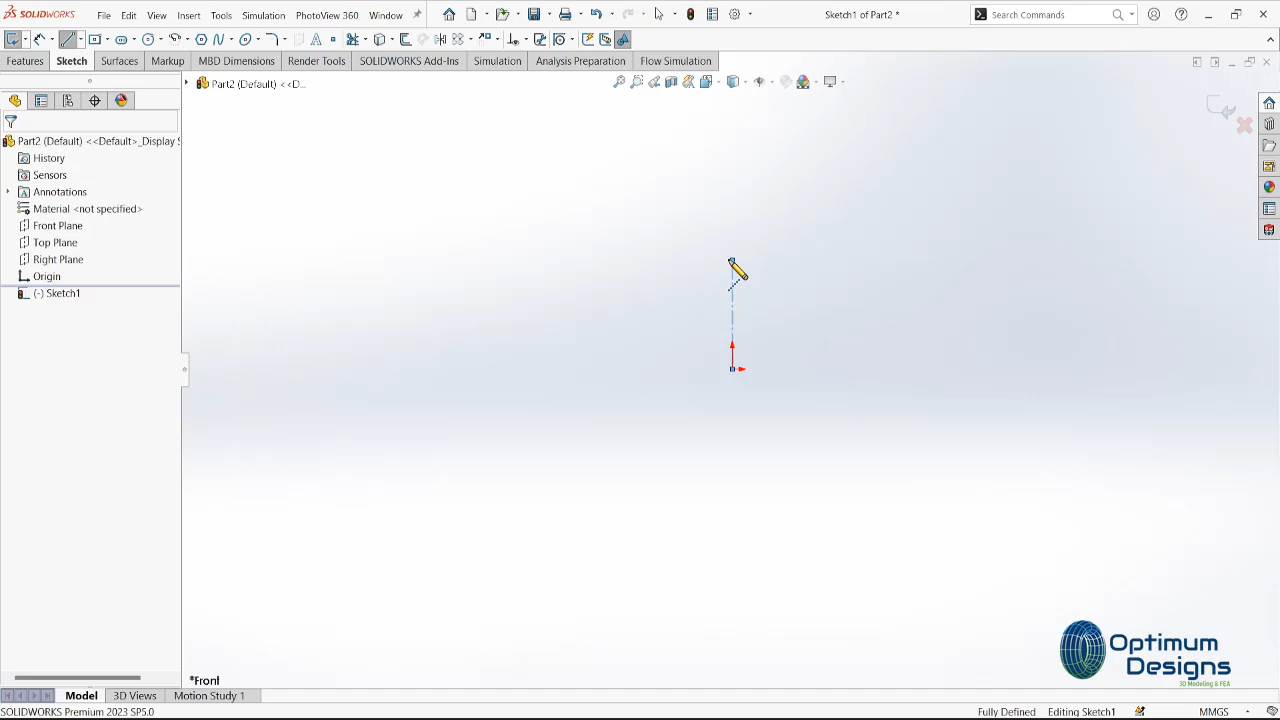 SOLIDWORKS File Edit View Insert Tools Simulation PhotoView 360 Window Sketch1 of Part2 * Search Commands
Features Sketch Surfaces Markup MBD Dimensions Render Tools SOLIDWORKS Add-Ins Simulation Analysis Preparation Flow Simulation
Part2 (Default) <<D...
Part2 (Default) <<Default>_Display S
History
Sensors
Annotations
Material <not specified>
Front Plane
Top Plane
Right Plane
Origin
(-) Sketch1
Optimum
Designs
3D Modeling & FEA
*Front
Model 3D Views Motion Study 1
SOLIDWORKS Premium 2023 SP5.0 Fully Defined Editing Sketch1 MMGS